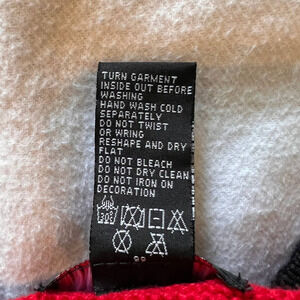 TURN GARMENT
INSIDE OUT BEFORE
WASHING
HAND WASH COLD
SEPARATELY
DO NOT TWIST
OR WRING
RESHAPE AND DRY
FLAT
DO NOT BLEACH
DO NOT DRY CLEAN
DO NOT IRON ON
DECORATION
30°